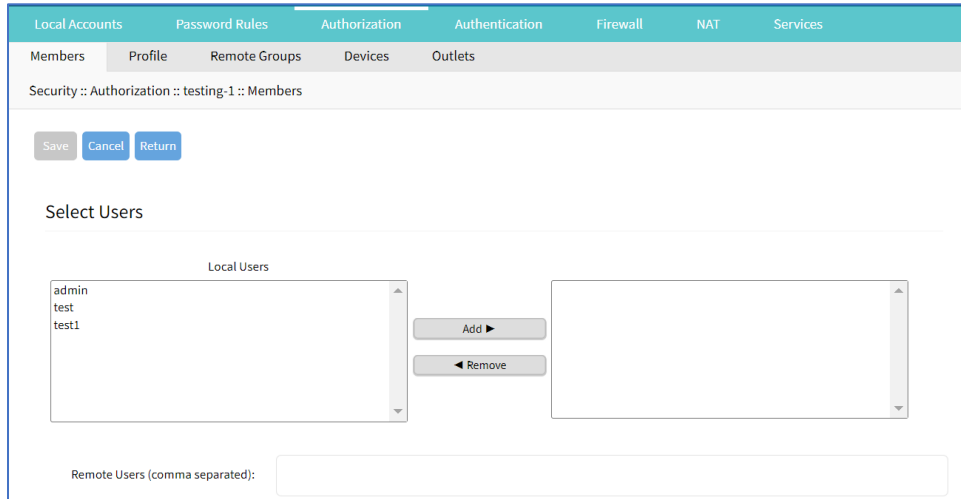 Local Accounts Password Rules Authorization Authentication Firewall NAT Services
Members Profile Remote Groups Devices Outlets
Security :: Authorization :: testing-1 :: Members
Save Cancel Return
Select Users
Local Users
admin
test
test1
Add ►
◄ Remove
Remote Users (comma separated):